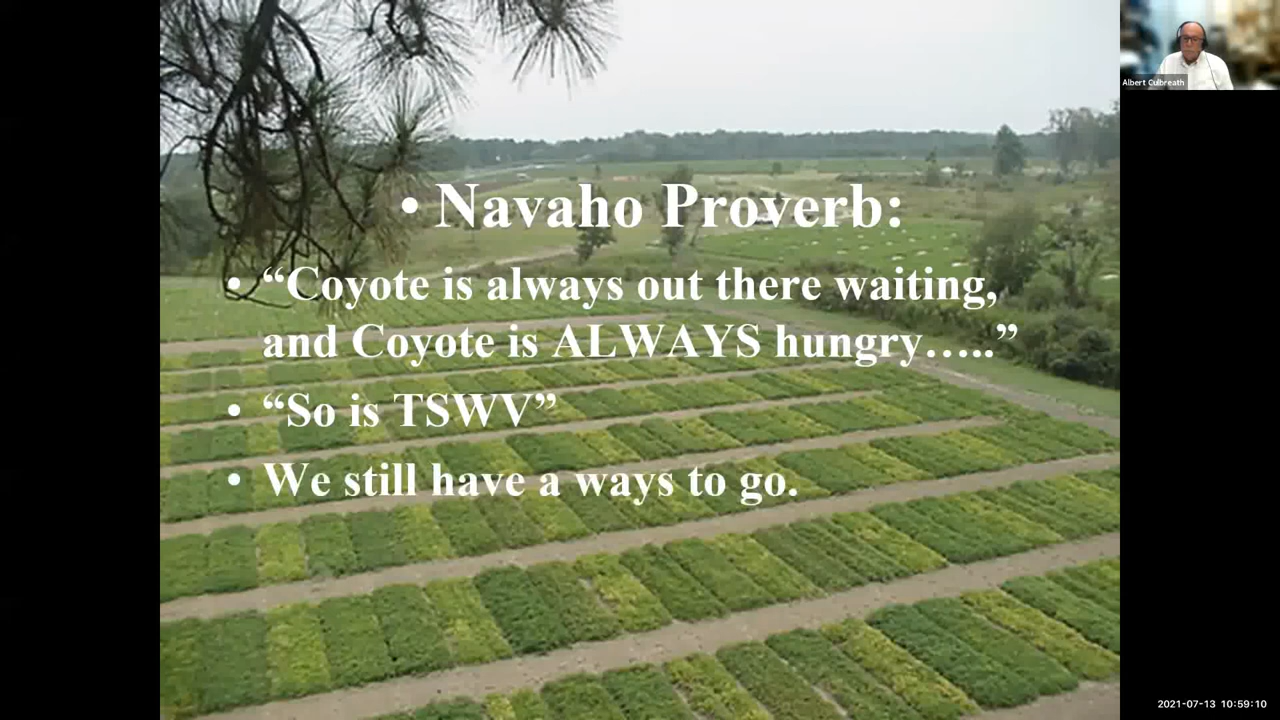 Albert Culbreath
• Navaho Proverb:
• “Coyote is always out there waiting,
and Coyote is ALWAYS hungry…..”
• “So is TSWV”
• We still have a ways to go.
2021-07-13 10:59:10